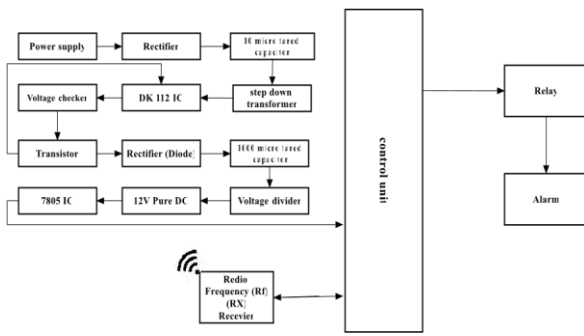 Power supply
Rectifier
10 micro fared
capacitor
Voltage checker
DK 112 IC
step down
transformer
Transistor
Rectifier (Diode)
1000 micro fared
capacitor
7805 IC
12V Pure DC
Voltage divider
control unit
Relay
Alarm
Redio
Frequency (Rf)
(RX)
Recevier